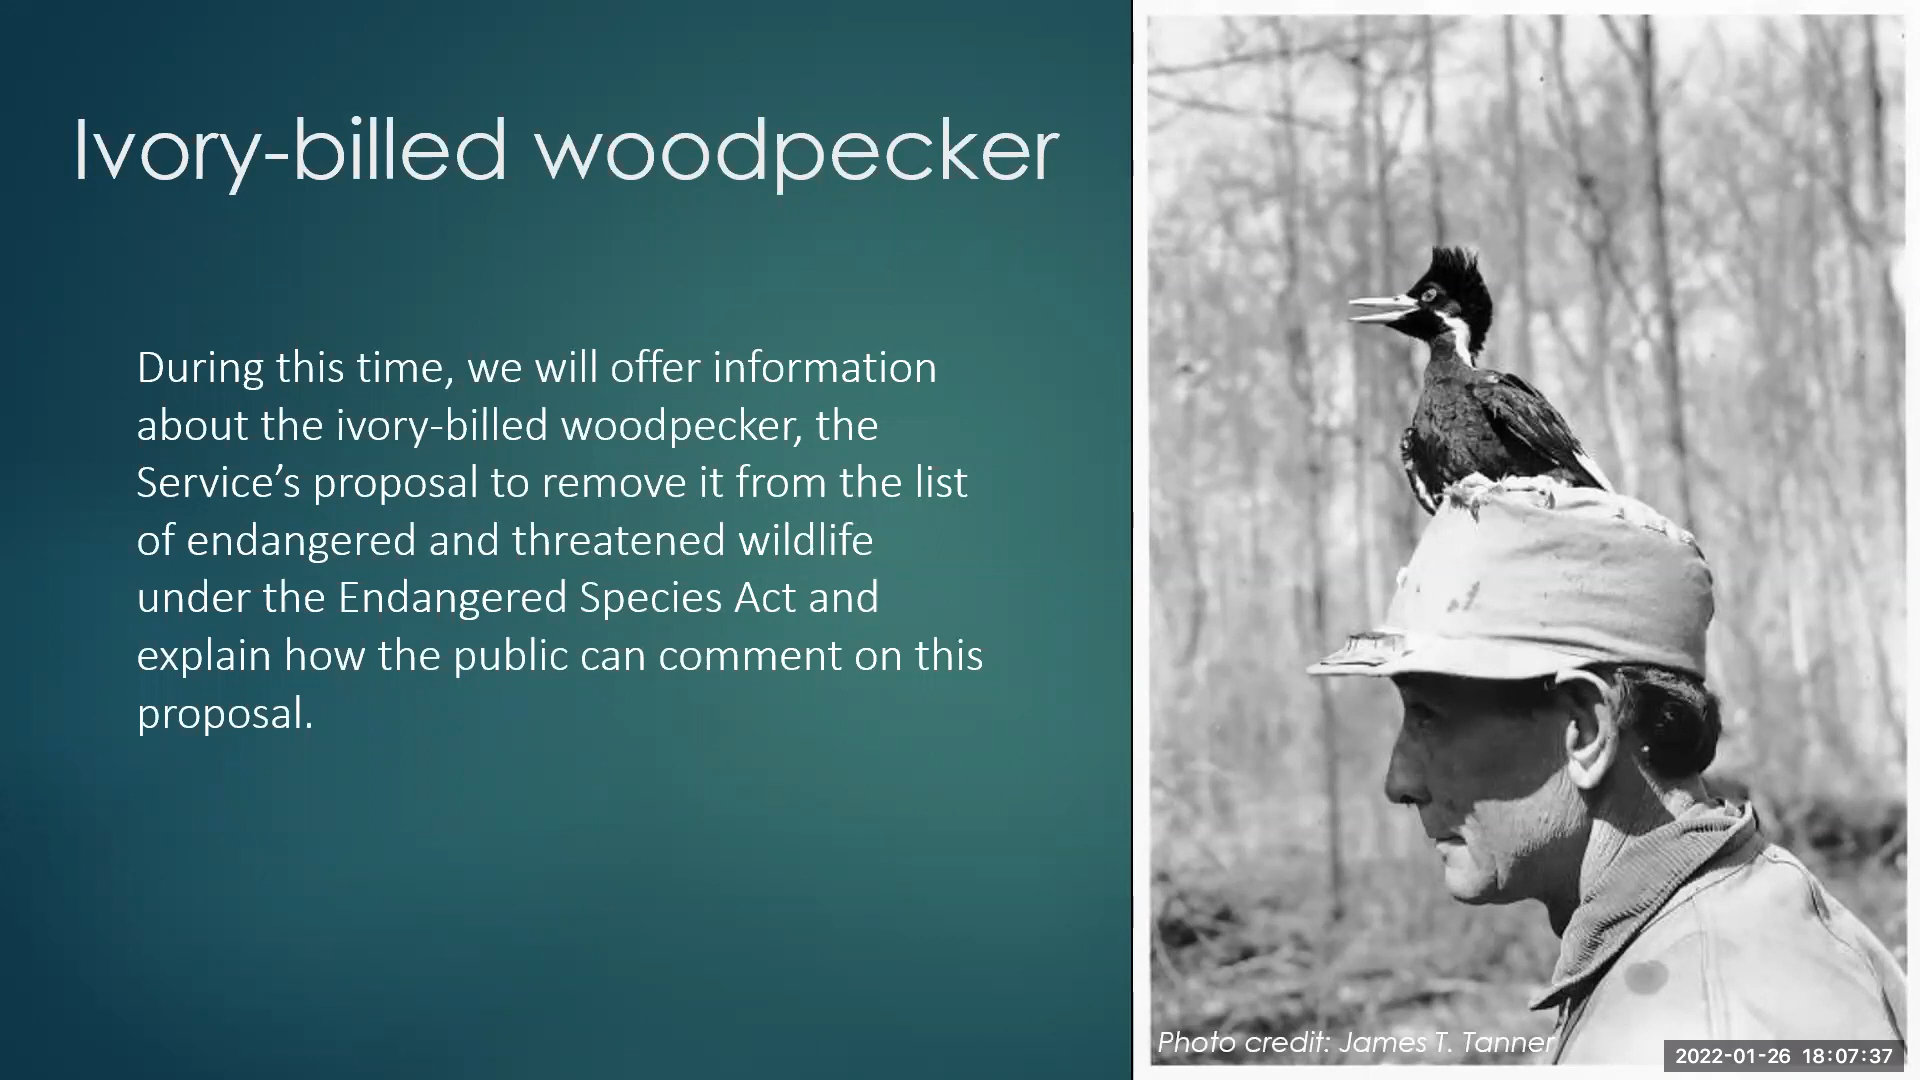 Ivory-billed woodpecker
During this time, we will offer information
about the ivory-billed woodpecker, the
Service’s proposal to remove it from the list
of endangered and threatened wildlife
under the Endangered Species Act and
explain how the public can comment on this
proposal.
Photo credit: James T. Tanner
2022-01-26 18:07:37